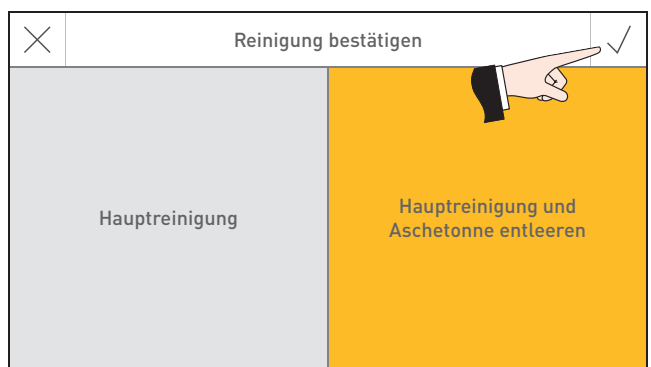 Reinigung bestätigen
Hauptreinigung
Hauptreinigung und
Aschetonne entleeren